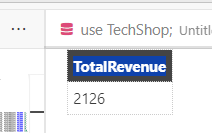 ... use TechShop; Untitl
TotalRevenue
2126